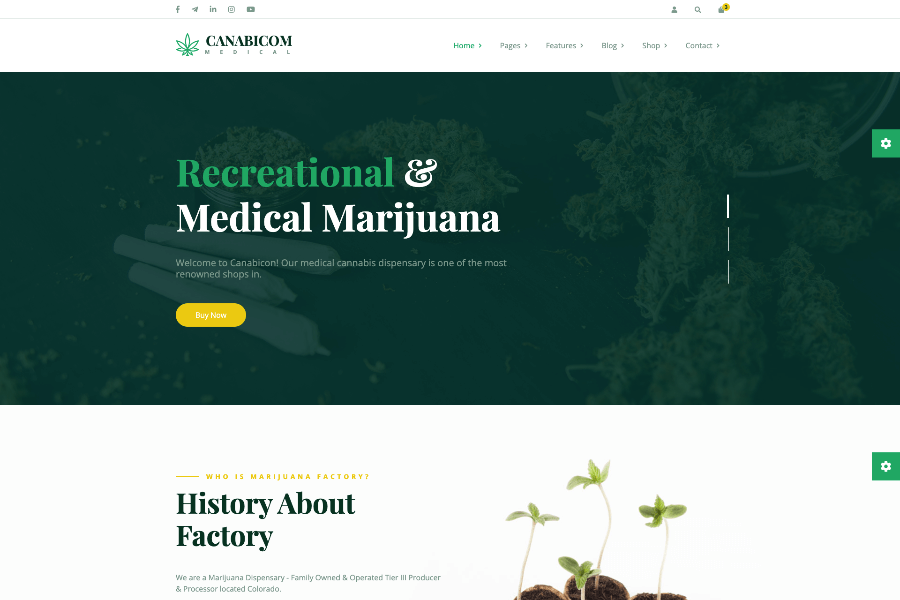 3
CANABICOM
MEDICAL
Home
Pages
Features
Blog
Shop
Contact
Recreational &
Medical Marijuana
Welcome to Canabicon! Our medical cannabis dispensary is one of the most
renowned shops in.
Buy Now
WHO IS MARIJUANA FACTORY?
History About
Factory
We are a Marijuana Dispensary - Family Owned & Operated Tier III Producer
& Processor located Colorado.